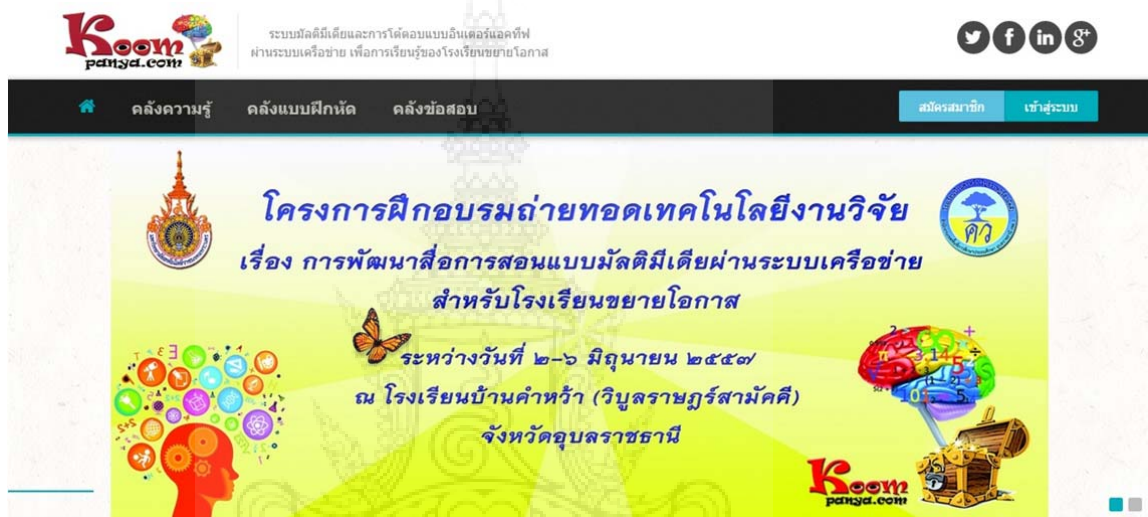 Koom
panya.com
ระบบมัลติมีเดียและการโต้ตอบแบบอินเตอร์แอคทีฟ
ผ่านระบบเครือข่าย เพื่อการเรียนรู้ของโรงเรียนขยายโอกาส
คลังความรู้ คลังแบบฝึกหัด คลังข้อสอบ
สมัครสมาชิก เข้าสู่ระบบ
โครงการฝึกอบรมถ่ายทอดเทคโนโลยีงานวิจัย
เรื่อง การพัฒนาสื่อการสอนแบบมัลติมีเดียผ่านระบบเครือข่าย
สำหรับโรงเรียนขยายโอกาส
ระหว่างวันที่ ๒-๖ มิถุนายน ๒๕๕๗
ณ โรงเรียนบ้านคำหว้า (วิบูลราษฎร์สามัคคี)
จังหวัดอุบลราชธานี
Koom
panya.com